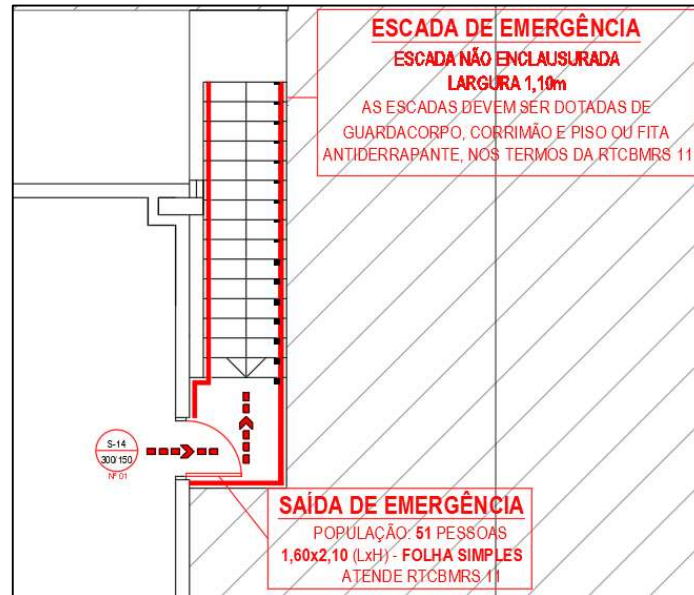 ESCADA DE EMERGÊNCIA
ESCADA NÃO ENCLAUSURADA
LARGURA 1,10m
AS ESCADAS DEVEM SER DOTADAS DE
GUARDACORPO, CORRIMÃO E PISO OU FITA
ANTIDERRAPANTE, NOS TERMOS DA RTCBMRS 11
S-14
300/150
Nº 01
SAÍDA DE EMERGÊNCIA
POPULAÇÃO: 51 PESSOAS
1,60x2,10 (LxH) - FOLHA SIMPLES
ATENDE RTCBMRS 11